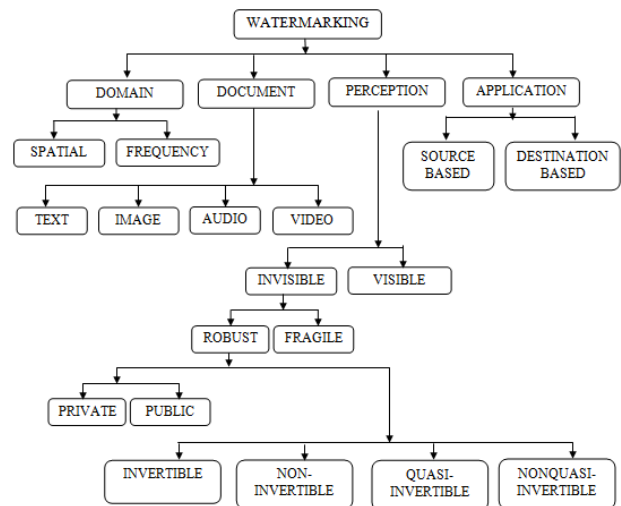 WATERMARKING
DOMAIN
DOCUMENT
PERCEPTION
APPLICATION
SPATIAL
FREQUENCY
SOURCE
BASED
DESTINATION
BASED
TEXT
IMAGE
AUDIO
VIDEO
INVISIBLE
VISIBLE
ROBUST
FRAGILE
PRIVATE
PUBLIC
INVERTIBLE
NON-
INVERTIBLE
QUASI-
INVERTIBLE
NONQUASI-
INVERTIBLE